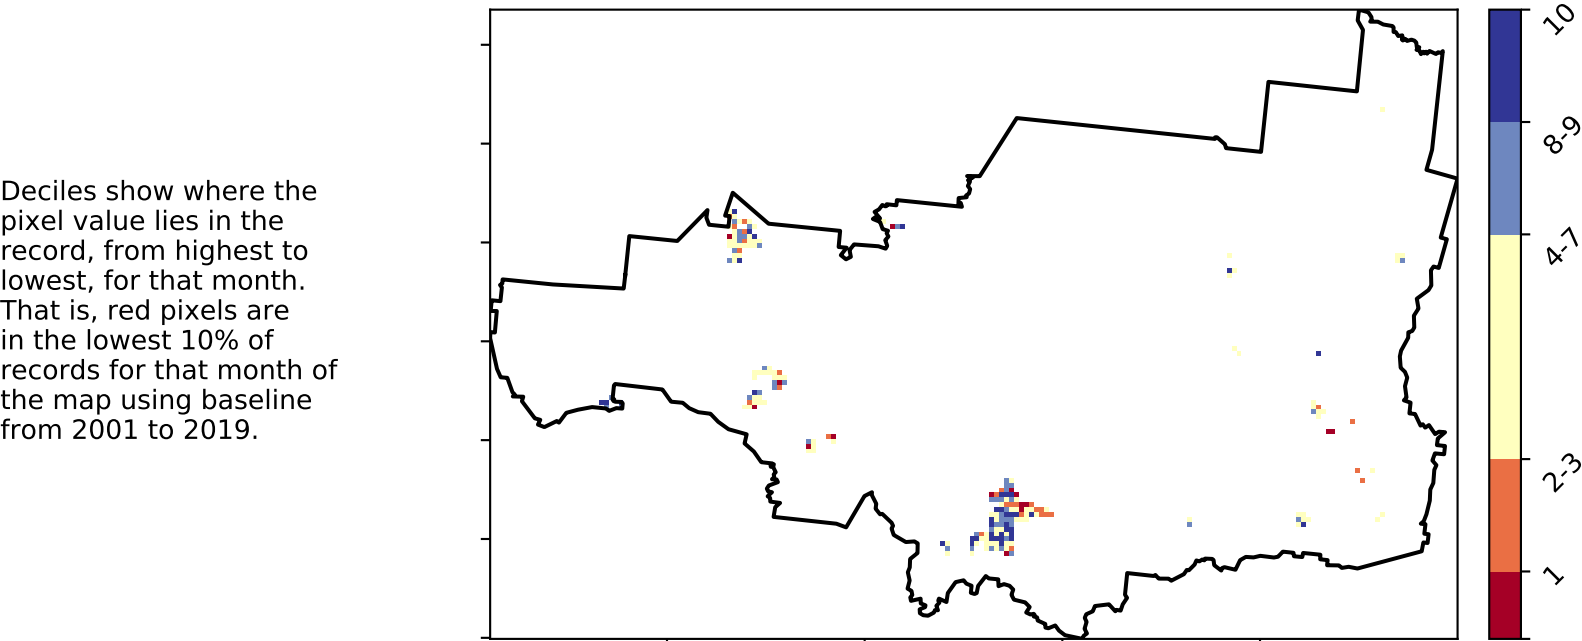 Deciles show where the
pixel value lies in the
record, from highest to
lowest, for that month.
That is, red pixels are
in the lowest 10% of
records for that month of
the map using baseline
from 2001 to 2019.
10
8-9
4-7
2-3
1